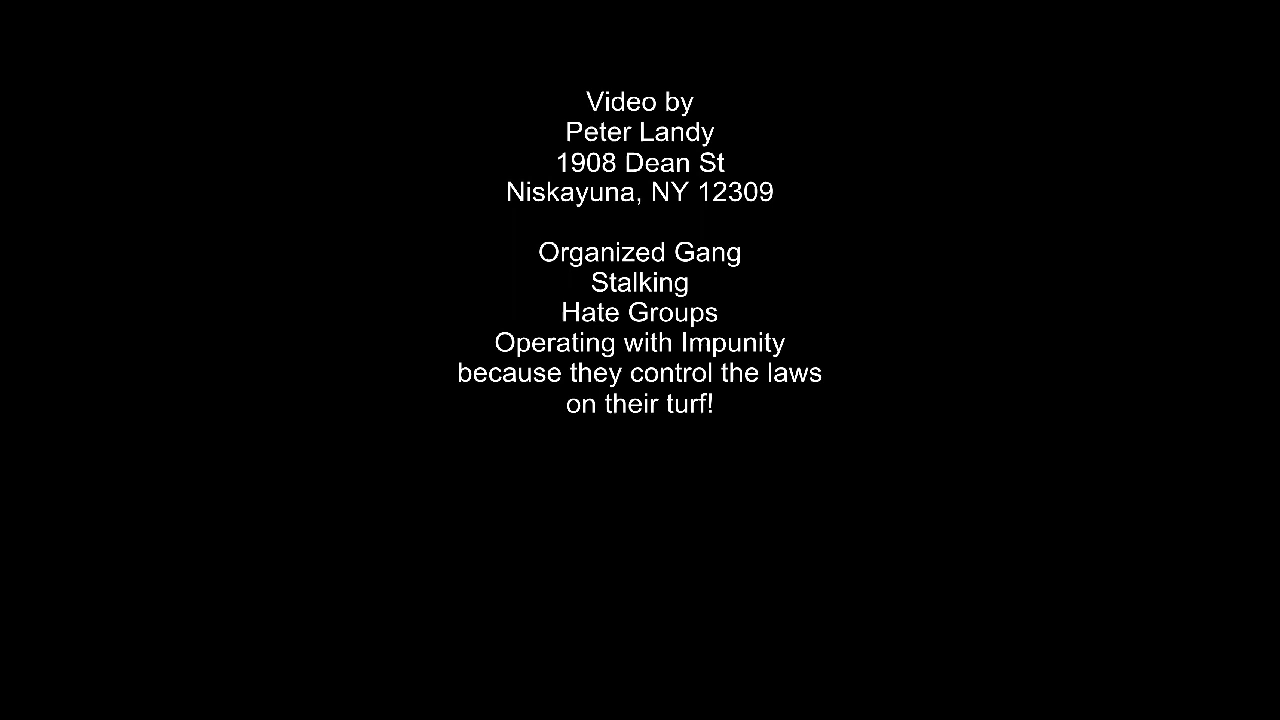 Video by
Peter Landy
1908 Dean St
Niskayuna, NY 12309
Organized Gang
Stalking
Hate Groups
Operating with Impunity
because they control the laws
on their turf!